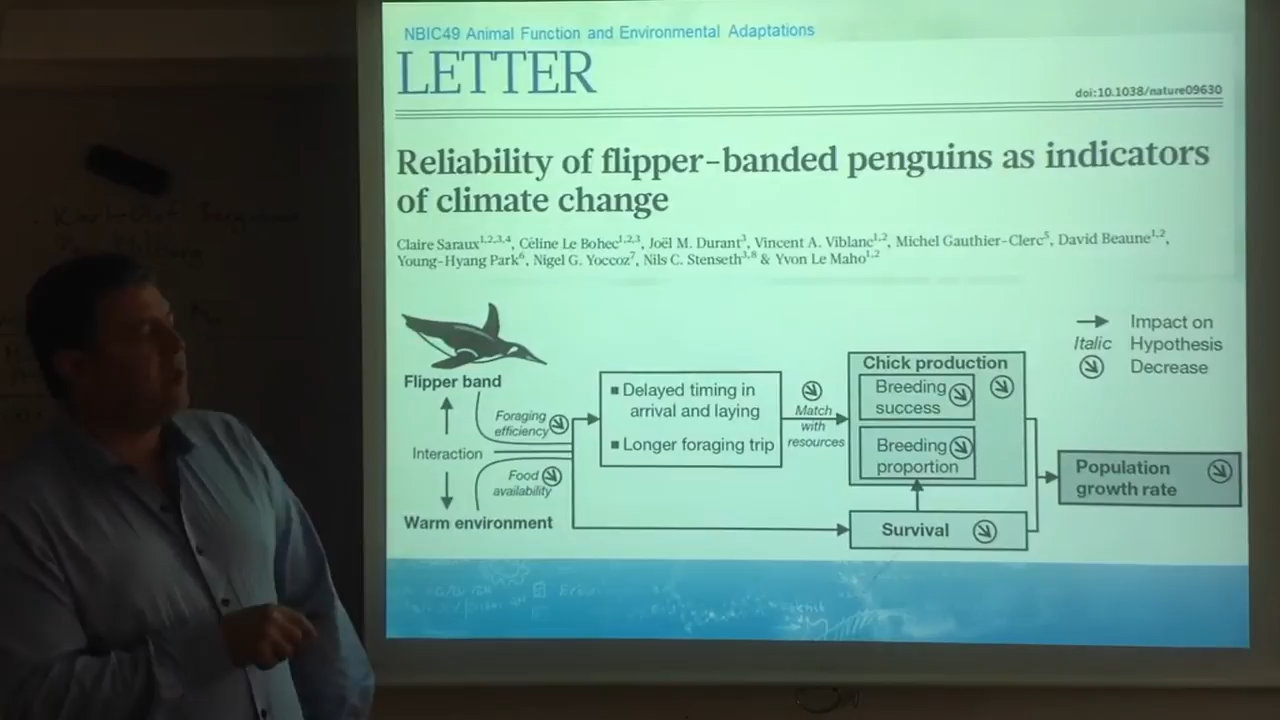 NBIC49 Animal Function and Environmental Adaptations
LETTER
doi:10.1038/nature09630
Reliability of flipper-banded penguins as indicators
of climate change
Claire Saraux1,2,3,4, Céline Le Bohec1,2,3, Joël M. Durant3, Vincent A. Viblanc1,2, Michel Gauthier-Clerc5, David Beaune1,2,
Young-Hyang Park6, Nigel G. Yoccoz7, Nils C. Stenseth3,8 & Yvon Le Maho1,2
Flipper band
Interaction
Warm environment
Foraging
efficiency
Food
availability
▪ Delayed timing in
arrival and laying
▪ Longer foraging trip
Match
with
resources
Chick production
Breeding
success
Breeding
proportion
Survival
Population
growth rate
Impact on
Italic Hypothesis
Decrease